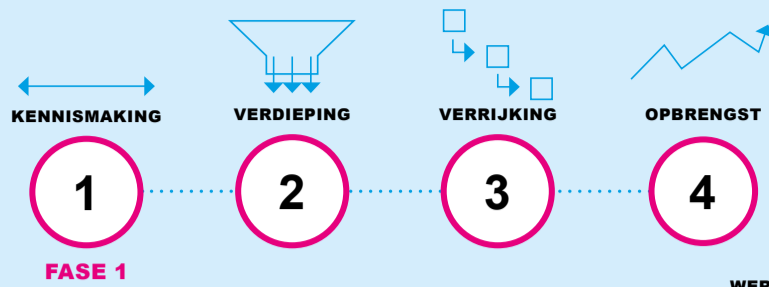 KENNISMAKING
VERDIEPING
VERRIJKING
OPBRENGST
1
2
3
4
FASE 1